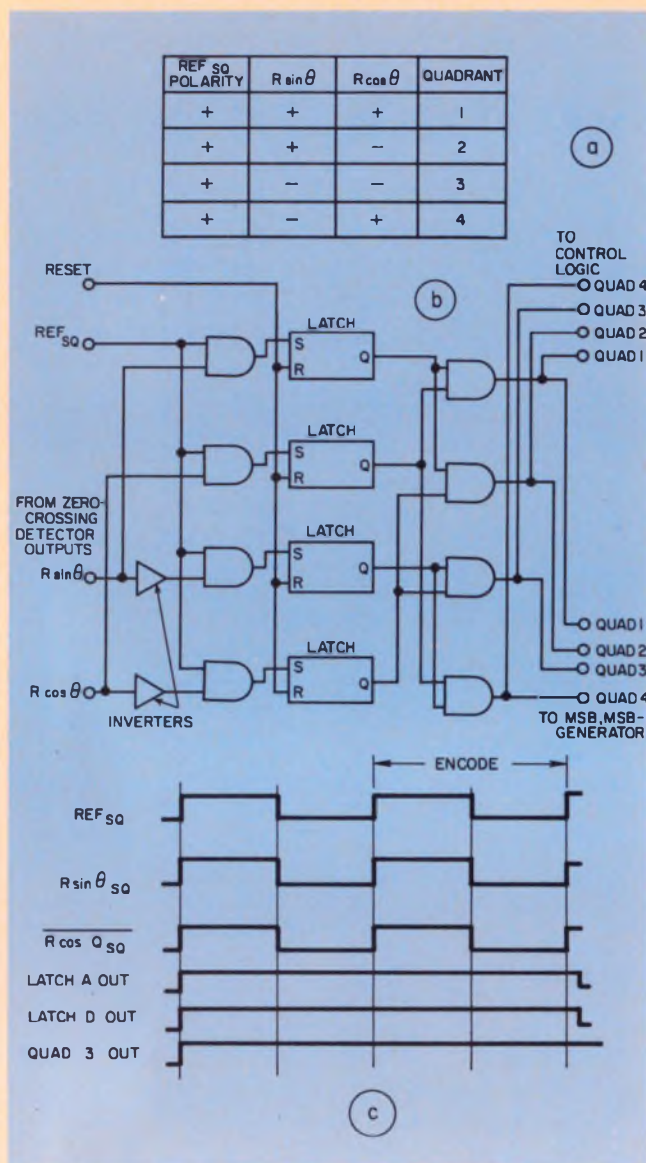 REF SQ POLARITY R sin θ R cos θ QUADRANT
+ + + 1
+ + - 2
+ - - 3
+ - + 4
a
RESET
REF SQ
FROM ZERO-
CROSSING
DETECTOR
OUTPUTS
R sin θ
R cos θ
INVERTERS
b
LATCH
S
R
Q
LATCH
S
R
Q
LATCH
S
R
Q
LATCH
S
R
Q
TO
CONTROL
LOGIC
QUAD 4
QUAD 3
QUAD 2
QUAD 1
QUAD 1
QUAD 2
QUAD 3
QUAD 4
TO MSB, MSB-
GENERATOR
ENCODE
REF SQ
R sin θ SQ
R cos Q SQ
LATCH A OUT
LATCH D OUT
QUAD 3 OUT
c